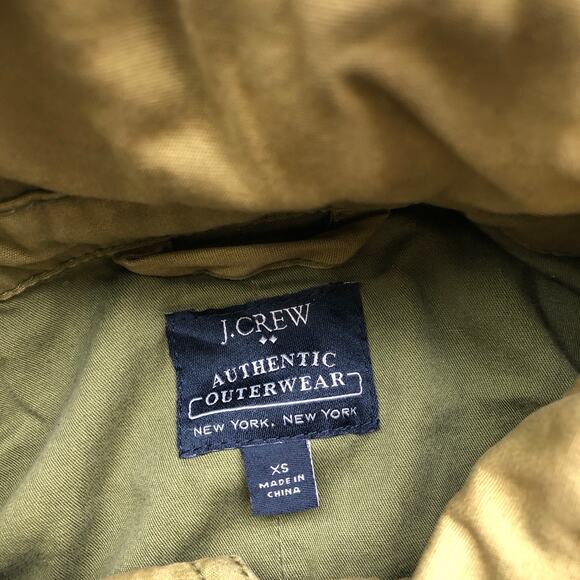 J.CREW
AUTHENTIC
OUTERWEAR
NEW YORK, NEW YORK
XS
MADE IN
CHINA